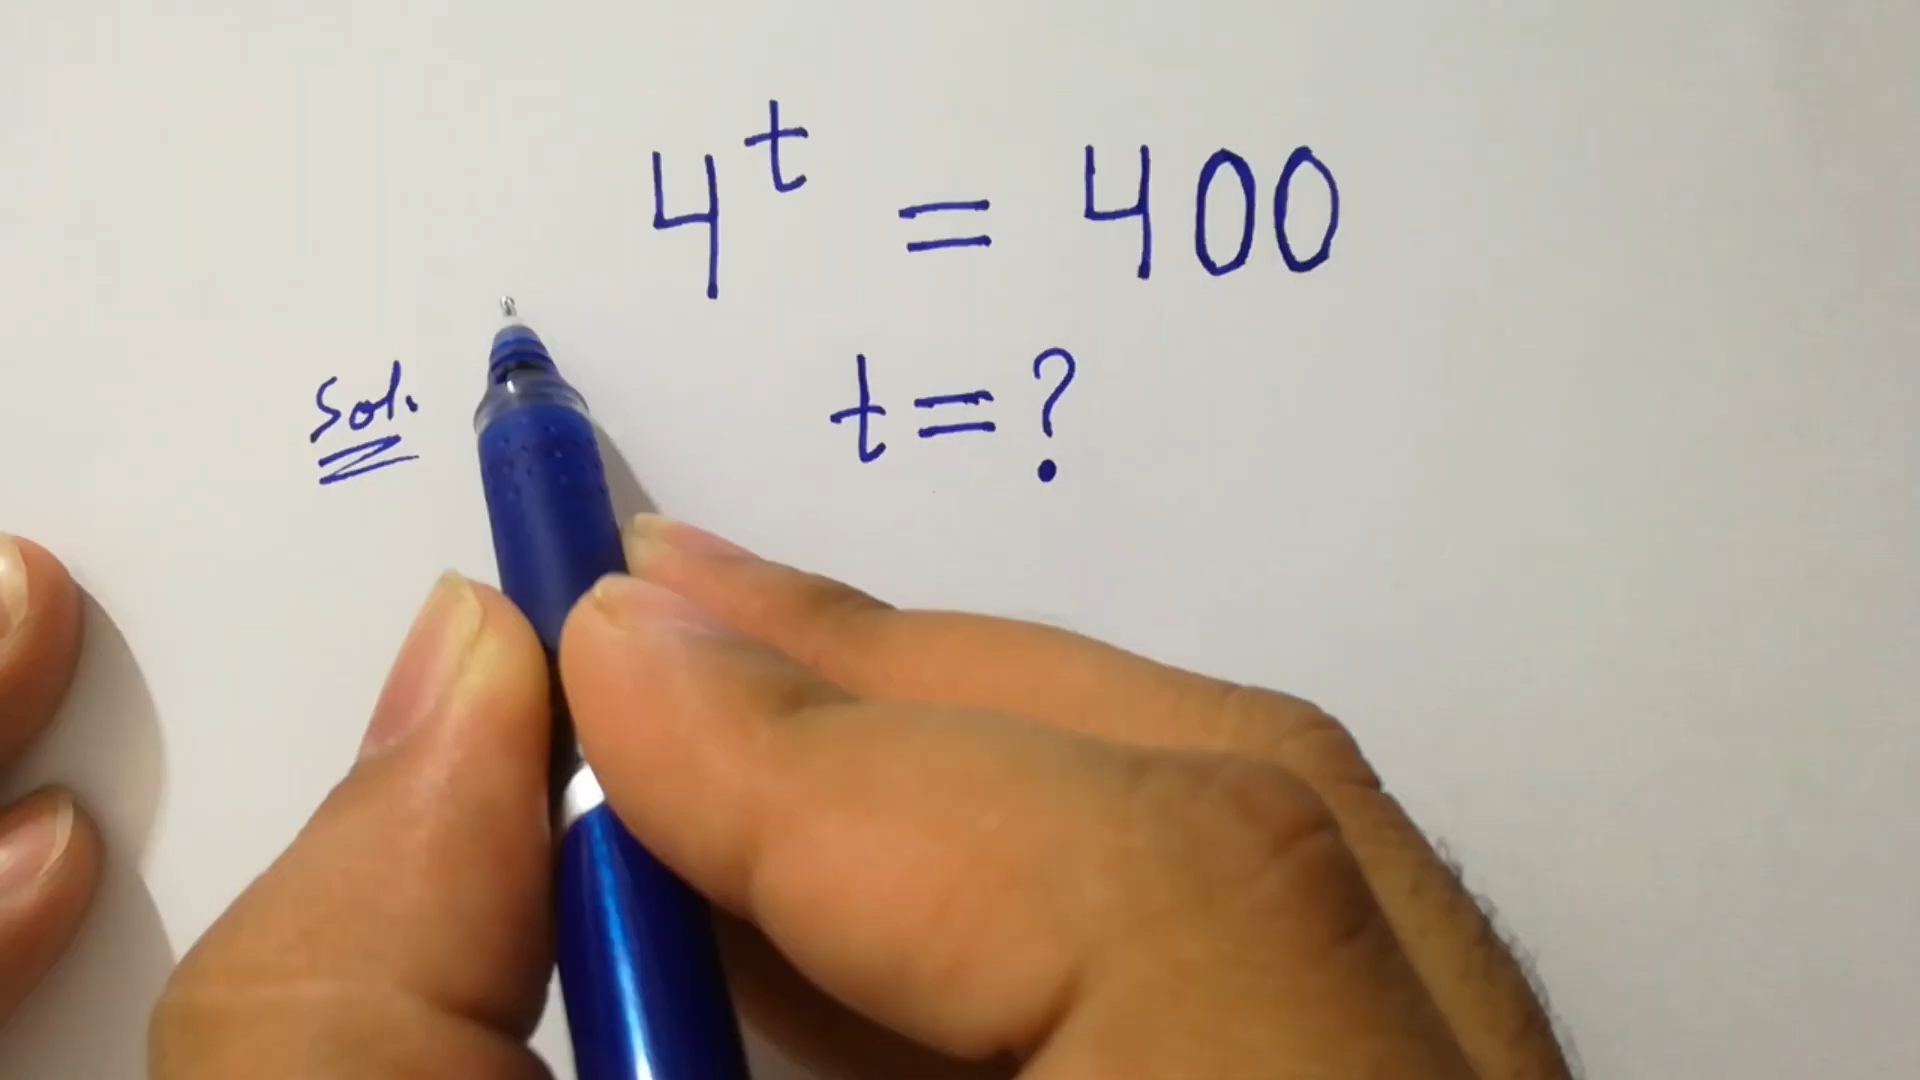 4^t = 400
t = ?
Sol.